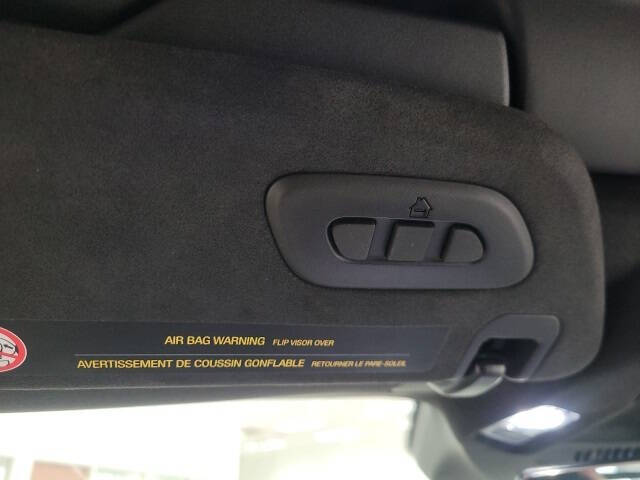 AIR BAG WARNING FLIP VISOR OVER
AVERTISSEMENT DE COUSSIN GONFLABLE RETOURNER LE PARE-SOLEIL